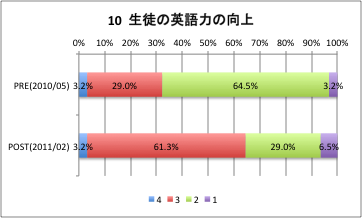 10 生徒の英語力の向上
0% 10% 20% 30% 40% 50% 60% 70% 80% 90% 100%
PRE(2010/05) 3.2% 29.0% 64.5% 3.2%
POST(2011/02) 3.2% 61.3% 29.0% 6.5%
4 3 2 1